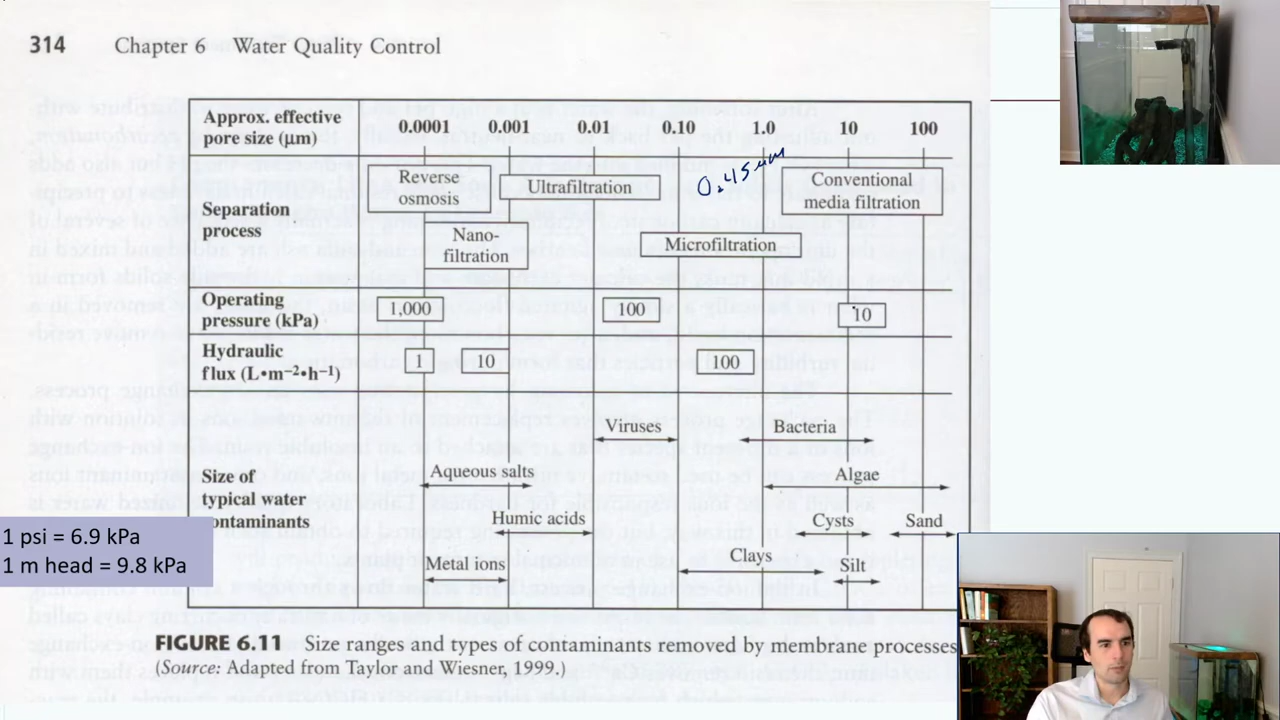 314 Chapter 6 Water Quality Control
Approx. effective
pore size (μm)
0.0001 0.001 0.01 0.10 1.0 10 100
0.45μm
Separation
process
Reverse
osmosis
Ultrafiltration
Conventional
media filtration
Nano-
filtration
Microfiltration
Operating
pressure (kPa)
1,000 100 10
Hydraulic
flux (L•m⁻²•h⁻¹)
1 10 100
Viruses Bacteria
Size of
typical water
contaminants
Aqueous salts Algae
Humic acids Cysts Sand
Metal ions Clays Silt
1 psi = 6.9 kPa
1 m head = 9.8 kPa
FIGURE 6.11 Size ranges and types of contaminants removed by membrane processes
(Source: Adapted from Taylor and Wiesner, 1999.)